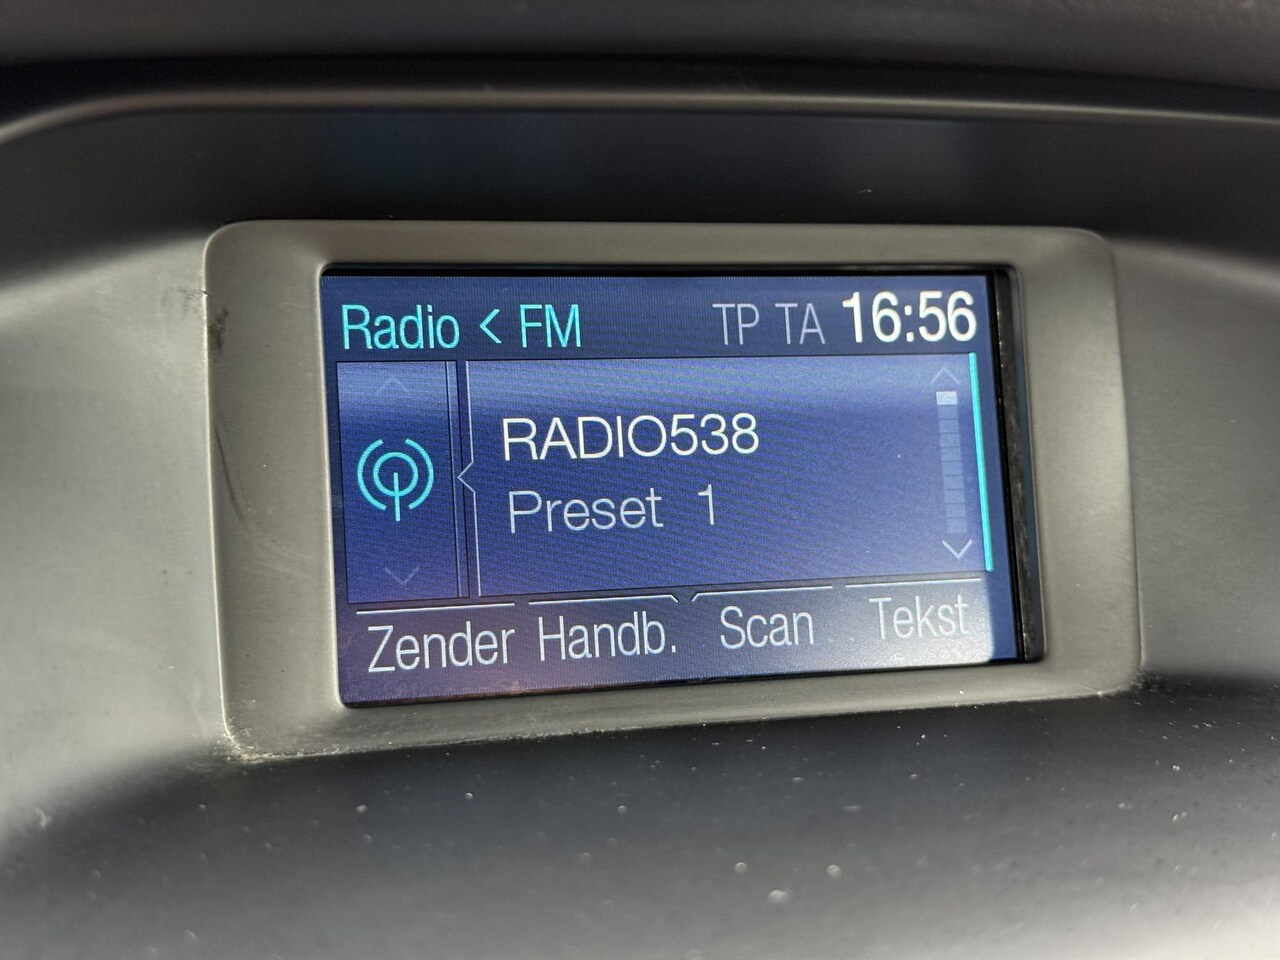 Radio < FM TP TA 16:56
RADIO538
Preset 1
Zender Handb. Scan Tekst